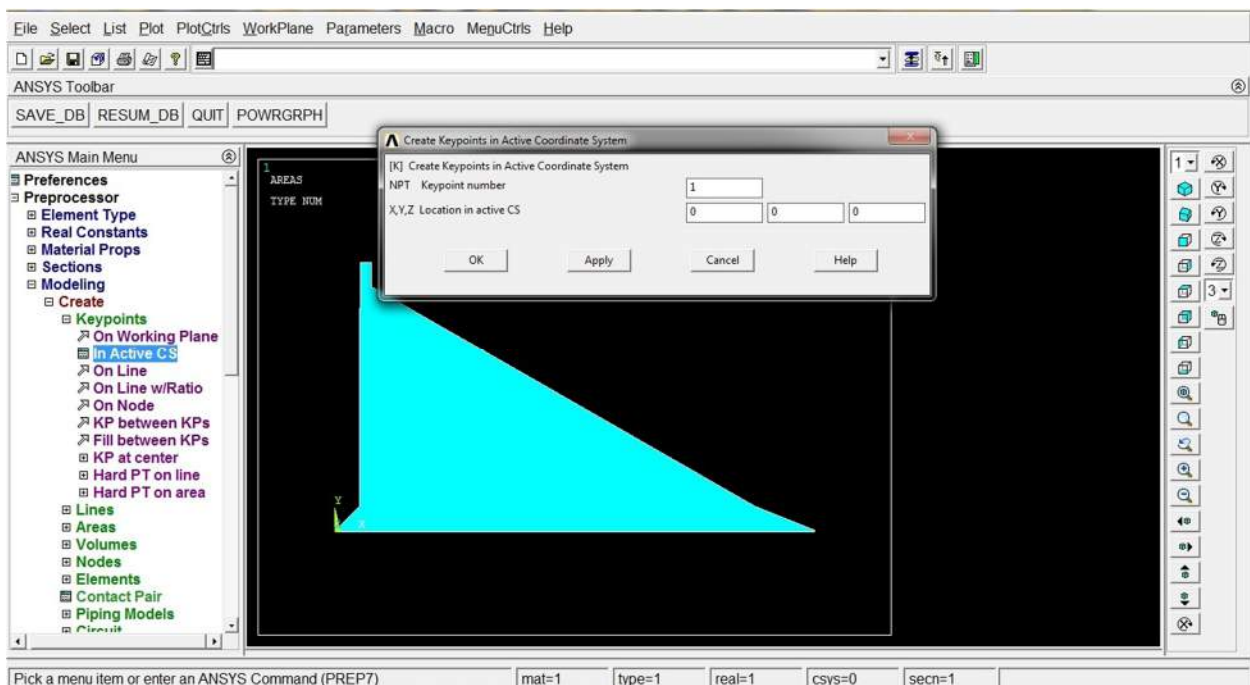 File Select List Plot PlotCtrls WorkPlane Parameters Macro MenuCtrls Help
ANSYS Toolbar
SAVE_DB RESUM_DB QUIT POWRGRPH
Create Keypoints in Active Coordinate System
[K] Create Keypoints in Active Coordinate System
NPT Keypoint number 1
X,Y,Z Location in active CS 0 0 0
OK Apply Cancel Help
ANSYS Main Menu
Preferences
Preprocessor
Element Type
Real Constants
Material Props
Sections
Modeling
Create
Keypoints
On Working Plane
In Active CS
On Line
On Line w/Ratio
On Node
KP between KPs
Fill between KPs
KP at center
Hard PT on line
Hard PT on area
Lines
Areas
Volumes
Nodes
Elements
Contact Pair
Piping Models
Circuit
1
AREAS
TYPE NUM
Y
X
1
3
Pick a menu item or enter an ANSYS Command (PREP7) mat=1 type=1 real=1 csys=0 secn=1